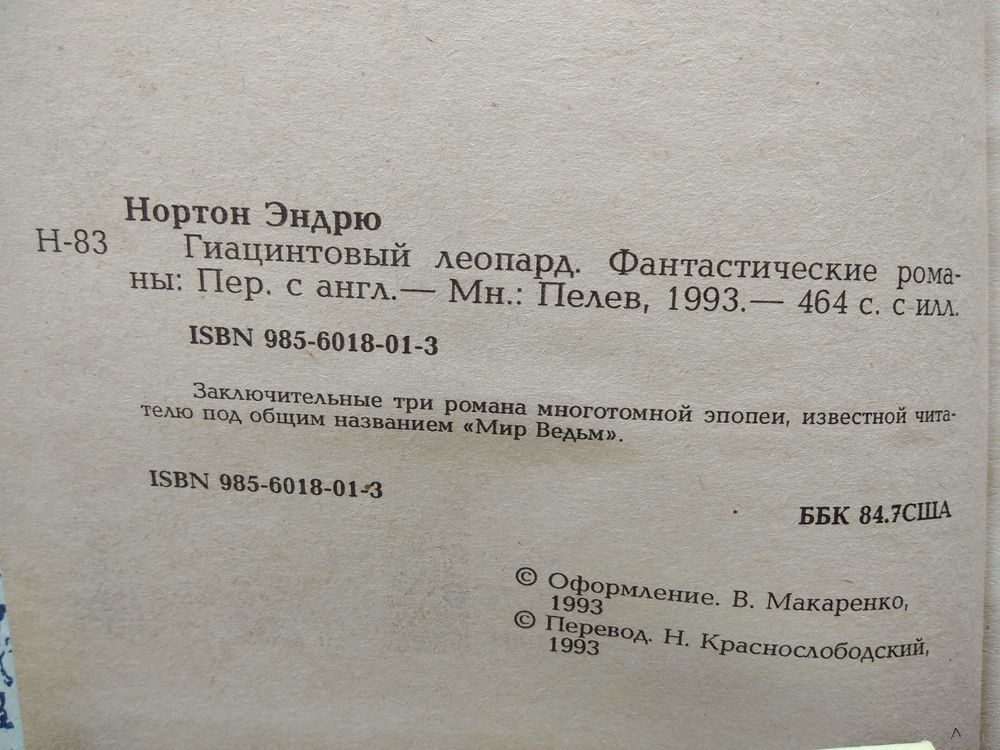 Нортон Эндрю
Н-83 Гиацинтовый леопард. Фантастические рома-
ны: Пер. с англ.— Мн.: Пелев, 1993.— 464 с. с илл.
ISBN 985-6018-01-3
Заключительные три романа многотомной эпопеи, известной чита-
телю под общим названием «Мир Ведьм».
ISBN 985-6018-01-3
ББК 84.7США
© Оформление. В. Макаренко,
1993
© Перевод. Н. Краснослободский,
1993